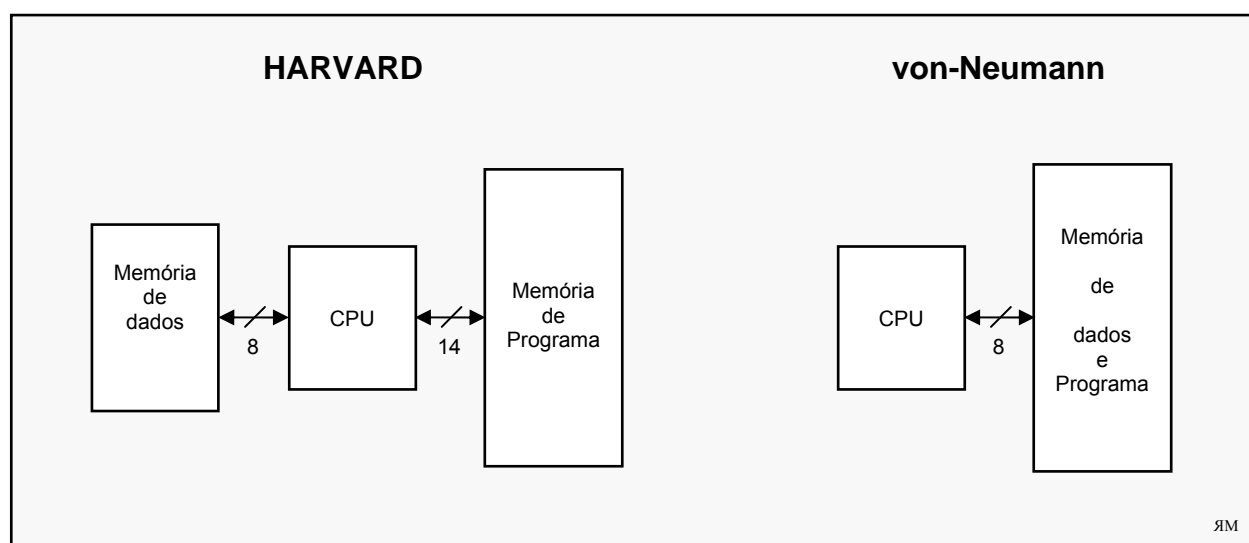 HARVARD
Memória
de
dados
8
CPU
14
Memória
de
Programa
von-Neumann
CPU
8
Memória
de
dados
e
Programa
ЯM